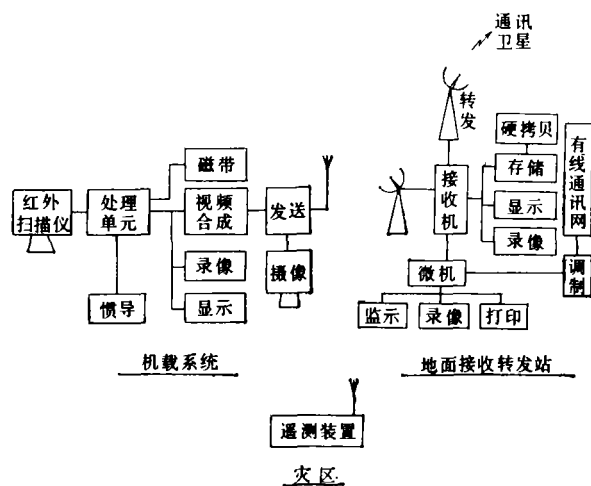 通讯
卫星
转发
硬拷贝
存储
显示
录像
有线通讯网
接收机
微机
调制
监示
录像
打印
地面接收转发站
磁带
红外
扫描仪
处理
单元
视频
合成
发送
录像
摄像
惯导
显示
机载系统
遥测装置
灾区